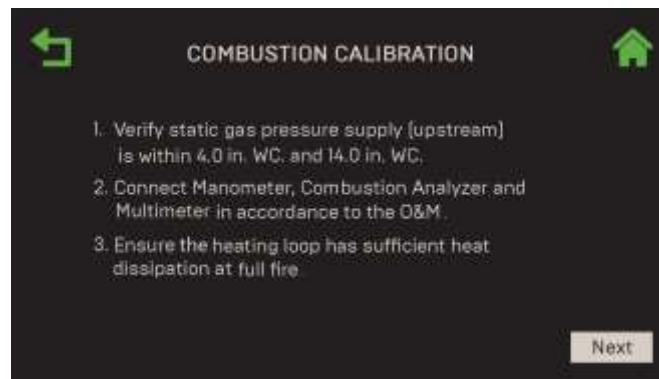 COMBUSTION CALIBRATION
1. Verify static gas pressure supply (upstream)
is within 4.0 in. WC. and 14.0 in. WC.
2. Connect Manometer, Combustion Analyzer and
Multimeter in accordance to the O&M.
3. Ensure the heating loop has sufficient heat
dissipation at full fire
Next